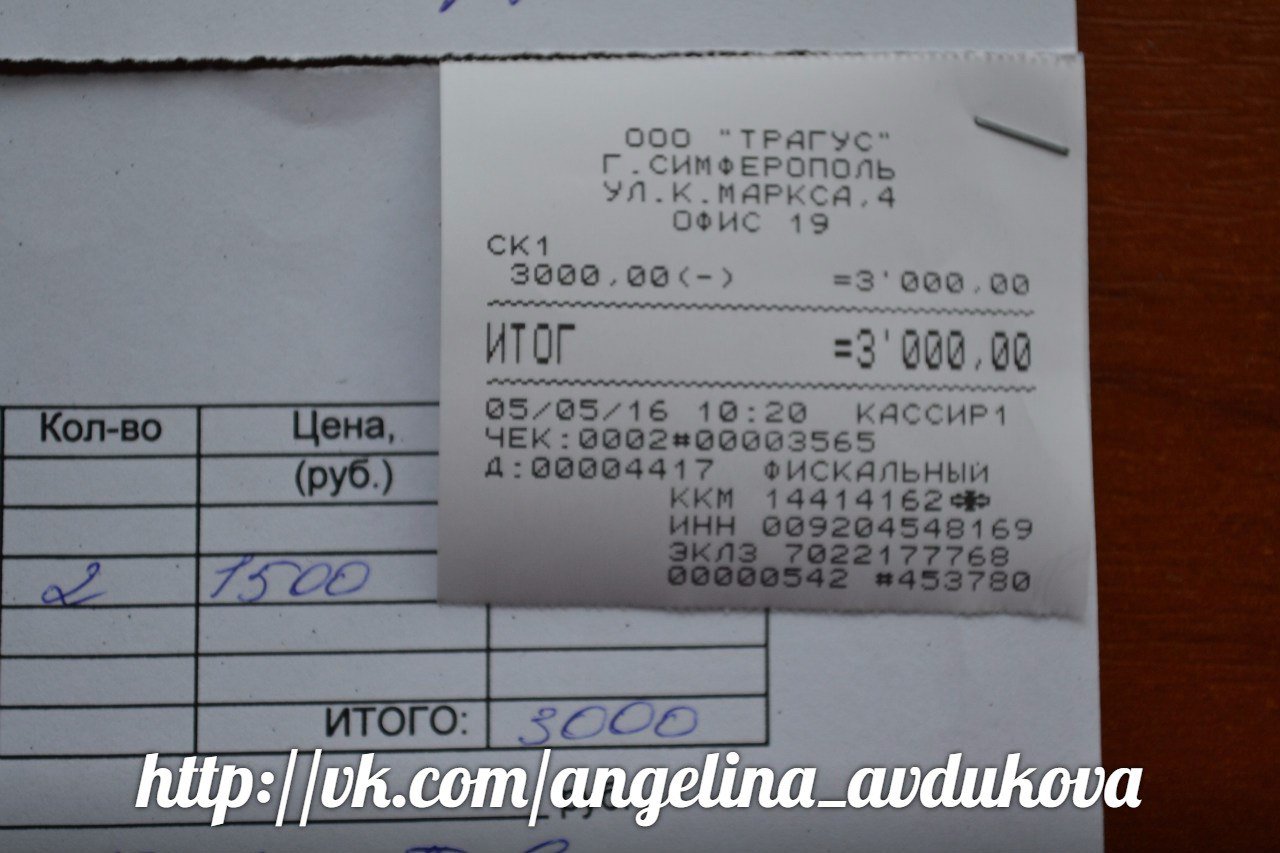 ООО "ТРАГУС"
Г.СИМФЕРОПОЛЬ
УЛ.К.МАРКСА,4
ОФИС 19
СК1
3000,00(-) =3'000,00
ИТОГ =3'000,00
05/05/16 10:20 КАССИР1
ЧЕК:0002#00003565
Д:00004417 ФИСКАЛЬНЫЙ
ККМ 14414162
ИНН 009204548169
ЭКЛЗ 7022177768
00000542 #453780
Кол-во Цена,
(руб.)
2 1500
ИТОГО: 3000
http://vk.com/angelina_avdukova